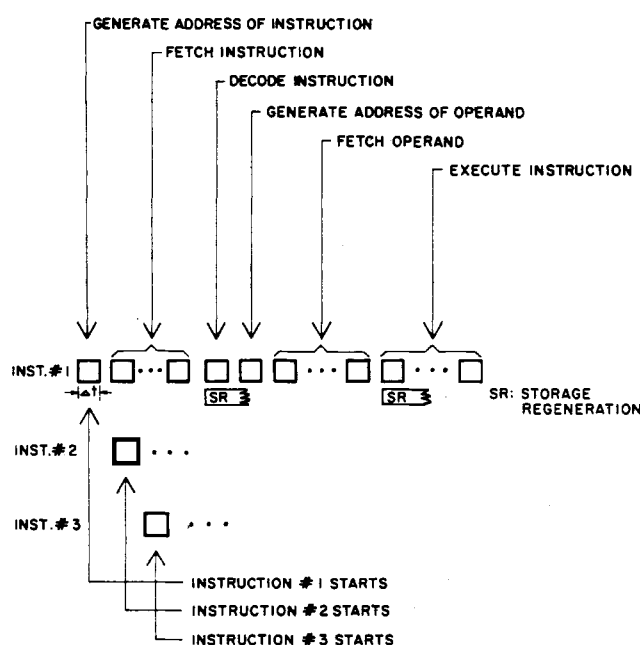 GENERATE ADDRESS OF INSTRUCTION
FETCH INSTRUCTION
DECODE INSTRUCTION
GENERATE ADDRESS OF OPERAND
FETCH OPERAND
EXECUTE INSTRUCTION
INST.#1
Δt
SR
SR
SR: STORAGE
REGENERATION
INST.#2
INST.#3
INSTRUCTION #1 STARTS
INSTRUCTION #2 STARTS
INSTRUCTION #3 STARTS